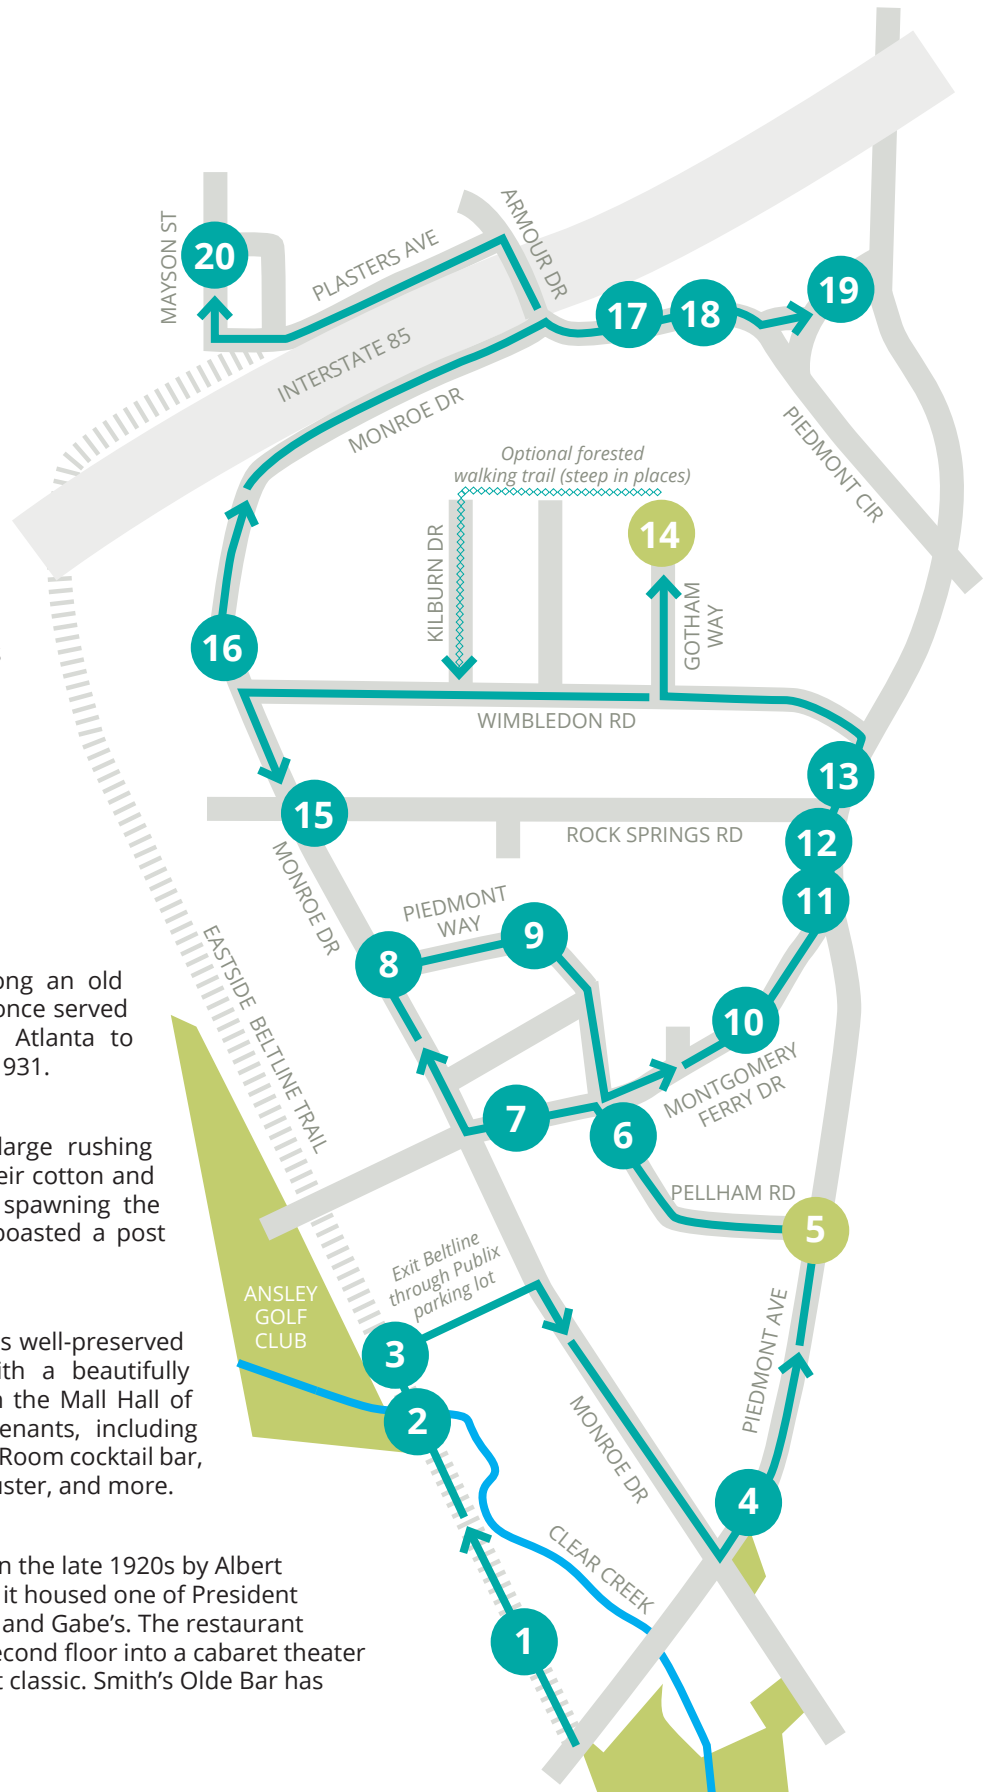 MAYSON ST
20
PLASTERS AVE
ARMOUR DR
INTERSTATE 85
17
18
19
MONROE DR
PIEDMONT CIR
Optional forested
walking trail (steep in places)
14
KILBURN DR
GOTHAM
WAY
16
WIMBLEDON RD
13
15
ROCK SPRINGS RD
12
11
MONROE DR
PIEDMONT
WAY
8
9
10
EASTSIDE BELTLINE TRAIL
MONTGOMERY
FERRY DR
7
6
PELLHAM RD
5
Exit Beltline
through Publix
parking lot
ANSLEY
GOLF
CLUB
3
2
PIEDMONT AVE
MONROE DR
4
CLEAR CREEK
1
ong an old
once served
Atlanta to
931.
large rushing
eir cotton and
spawning the
boasted a post
s well-preserved
ith a beautifully
n the Mall Hall of
enants, including
Room cocktail bar,
uster, and more.
n the late 1920s by Albert
it housed one of President
and Gabe's. The restaurant
econd floor into a cabaret theater
t classic. Smith's Olde Bar has